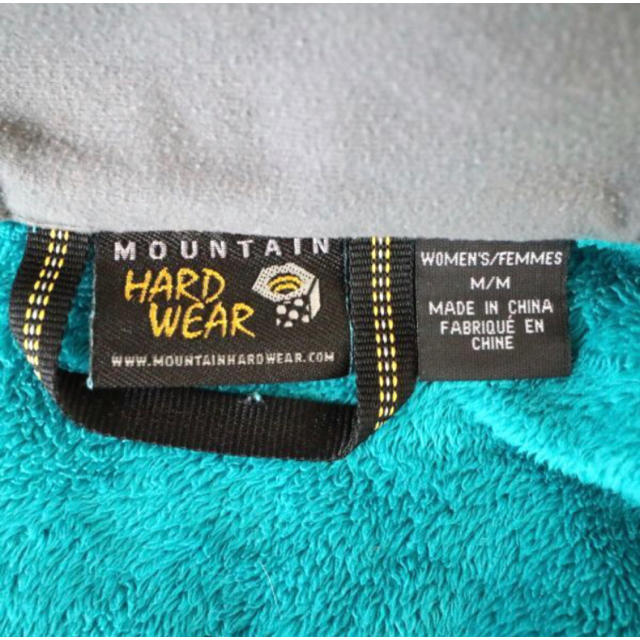 MOUNTAIN
HARD
WEAR
WWW.MOUNTAINHARDWEAR.COM
WOMEN'S/FEMMES
M/M
MADE IN CHINA
FABRIQUÉ EN
CHINE